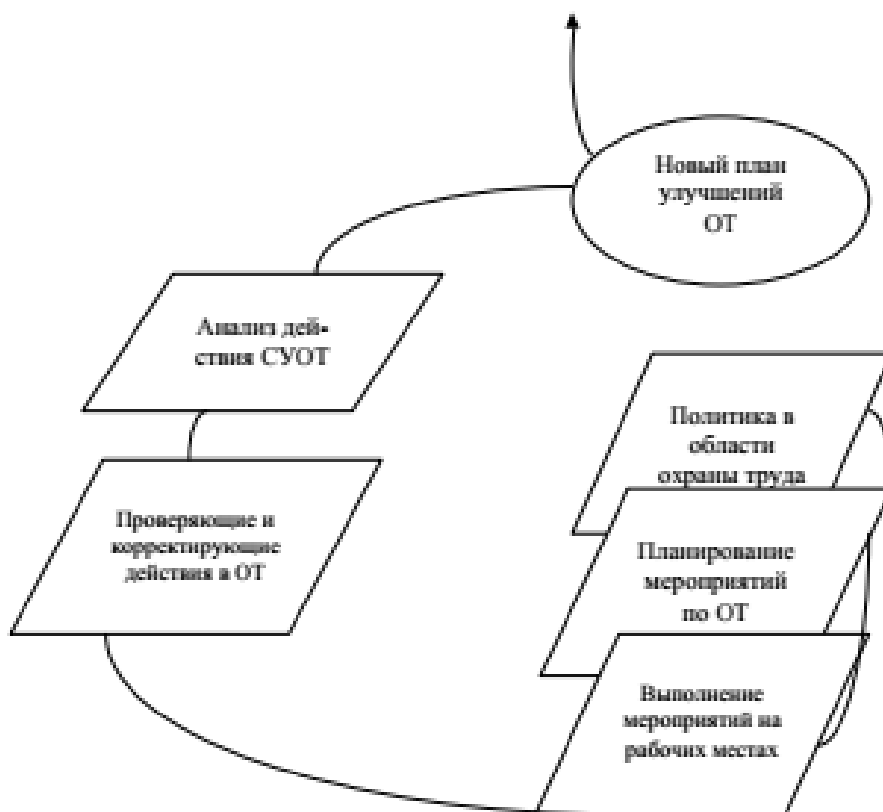 Новый план
улучшений
ОТ
Анализ дей-
ствия СУОТ
Политика в
области
охраны труда
Проверяющие и
корректирующие
действия в ОТ
Планирование
мероприятий
по ОТ
Выполнение
мероприятий на
рабочих местах